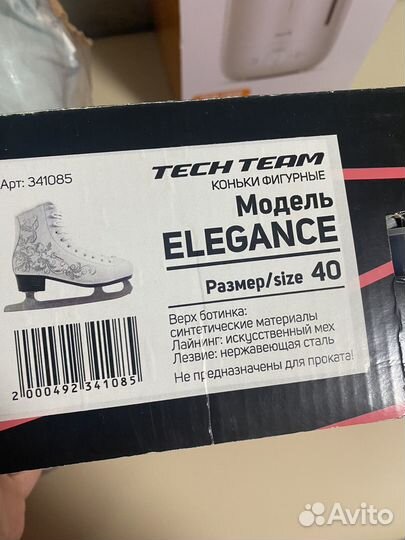 TECH TEAM
Арт: 341085
КОНЬКИ ФИГУРНЫЕ
Модель
ELEGANCE
Размер/size 40
Верх ботинка:
синтетические материалы
Лайнинг: искусственный мех
Лезвие: нержавеющая сталь
Не предназначены для проката!
2 000492 341085
Avito